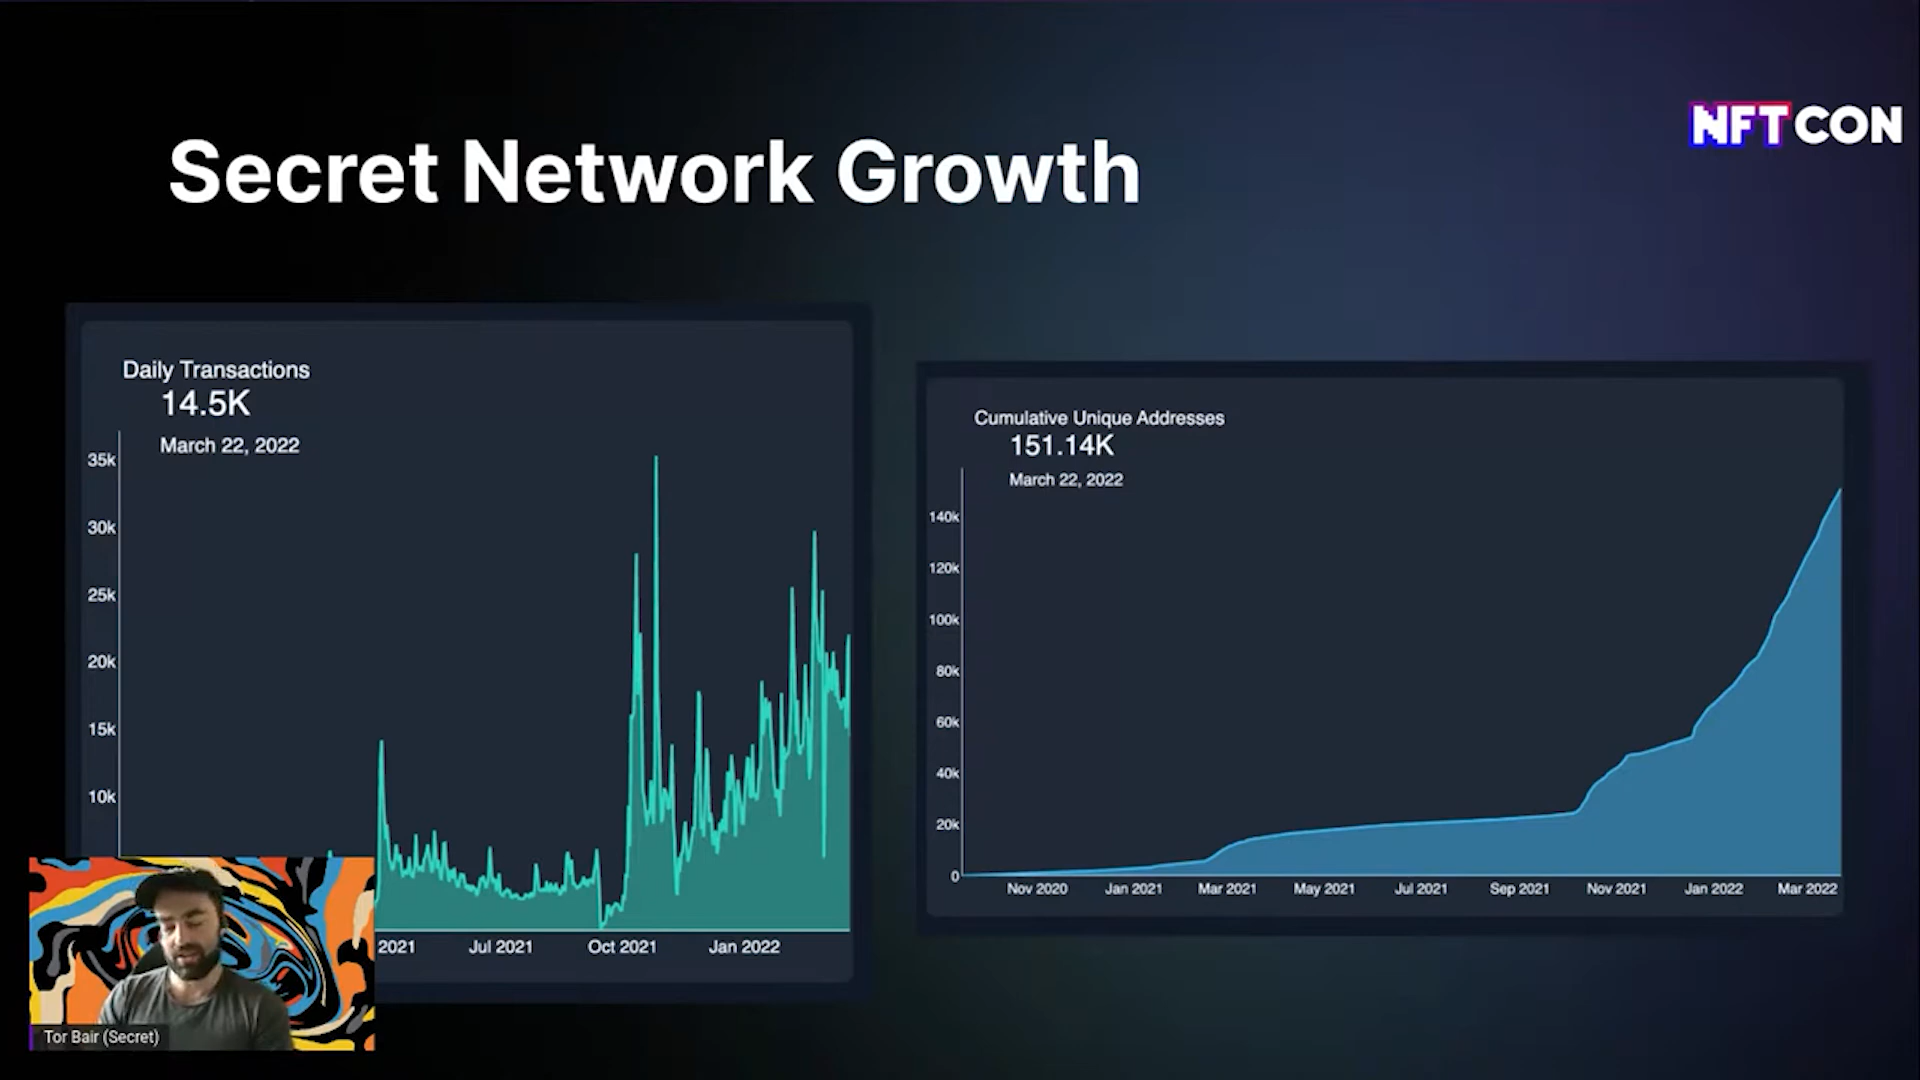 NFTCON
Secret Network Growth
Daily Transactions
14.5K
March 22, 2022
35k
30k
25k
20k
15k
10k
2021
Jul 2021
Oct 2021
Jan 2022
Cumulative Unique Addresses
151.14K
March 22, 2022
140k
120k
100k
80k
60k
40k
20k
0
Nov 2020
Jan 2021
Mar 2021
May 2021
Jul 2021
Sep 2021
Nov 2021
Jan 2022
Mar 2022
Tor Bair (Secret)